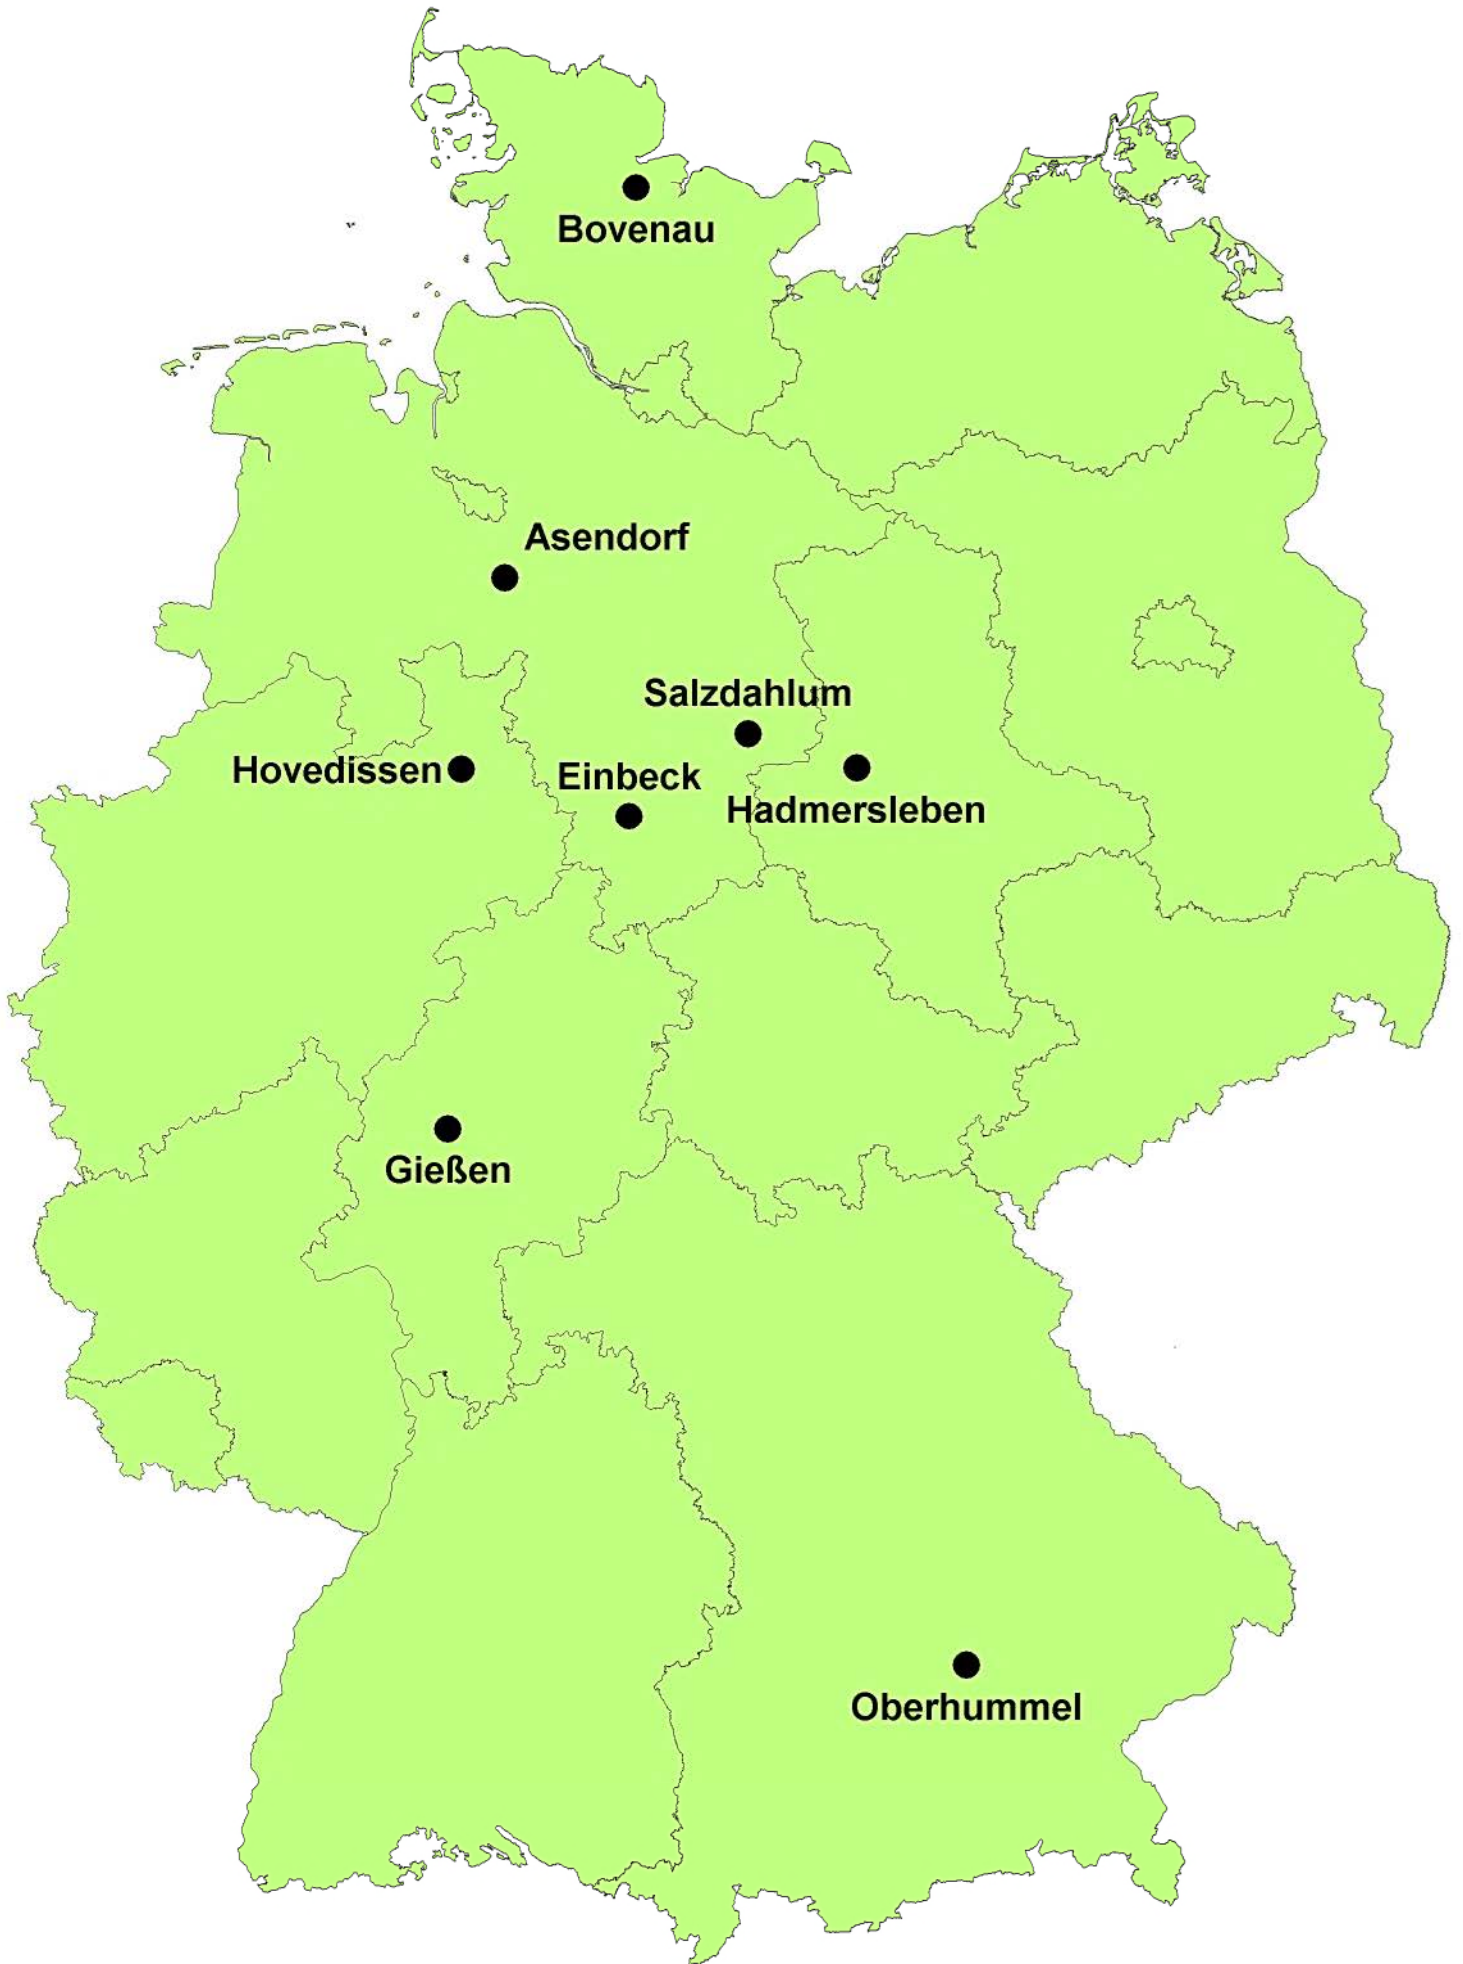 Bovenau
Asendorf
Salzdahlum
Hovedissen
Einbeck
Hadmersleben
Gießen
Oberhummel